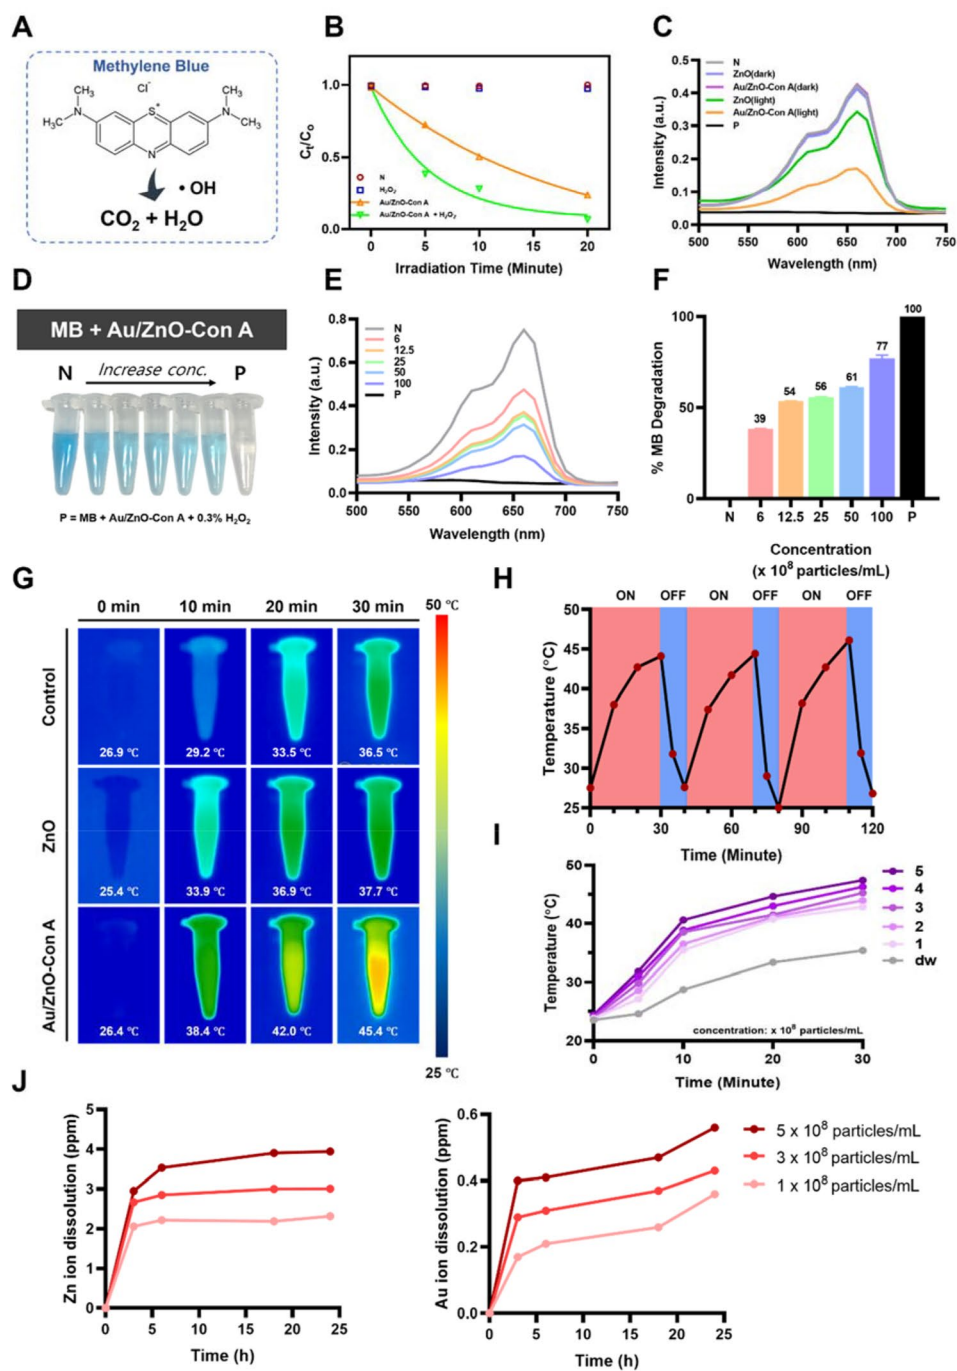 A
Methylene Blue
Cl-
CH3
CH3
N
S+
N
H3C
CH3
N
• OH
CO2 + H2O
B
Ct/Co
1.0
0.5
0.0
N
H2O2
Au/ZnO-Con A
Au/ZnO-Con A + H2O2
0 5 10 15 20
Irradiation Time (Minute)
C
Intensity (a.u.)
0.5
0.4
0.3
0.2
0.1
0.0
N
ZnO(dark)
Au/ZnO-Con A(dark)
ZnO(light)
Au/ZnO-Con A(light)
P
500 550 600 650 700 750
Wavelength (nm)
D
MB + Au/ZnO-Con A
N Increase conc. P
P = MB + Au/ZnO-Con A + 0.3% H2O2
E
Intensity (a.u.)
0.8
0.6
0.4
0.2
0.0
N
6
12.5
25
50
100
P
500 550 600 650 700 750
Wavelength (nm)
F
% MB Degradation
100
50
0
39
54
56
61
77
100
N 6 12.5 25 50 100 P
Concentration
(x 10^8 particles/mL)
G
0 min 10 min 20 min 30 min
50 ℃
25 ℃
Control
26.9 ℃ 29.2 ℃ 33.5 ℃ 36.5 ℃
ZnO
25.4 ℃ 33.9 ℃ 36.9 ℃ 37.7 ℃
Au/ZnO-Con A
26.4 ℃ 38.4 ℃ 42.0 ℃ 45.4 ℃
H
ON OFF ON OFF ON OFF
Temperature (°C)
50
45
40
35
30
25
0 30 60 90 120
Time (Minute)
I
Temperature (°C)
50
40
30
20
5
4
3
2
1
dw
concentration: x 10^8 particles/mL
0 10 20 30
Time (Minute)
J
Zn ion dissolution (ppm)
5
4
3
2
1
0
0 5 10 15 20 25
Time (h)
Au ion dissolution (ppm)
0.6
0.4
0.2
0.0
0 5 10 15 20 25
Time (h)
5 x 10^8 particles/mL
3 x 10^8 particles/mL
1 x 10^8 particles/mL